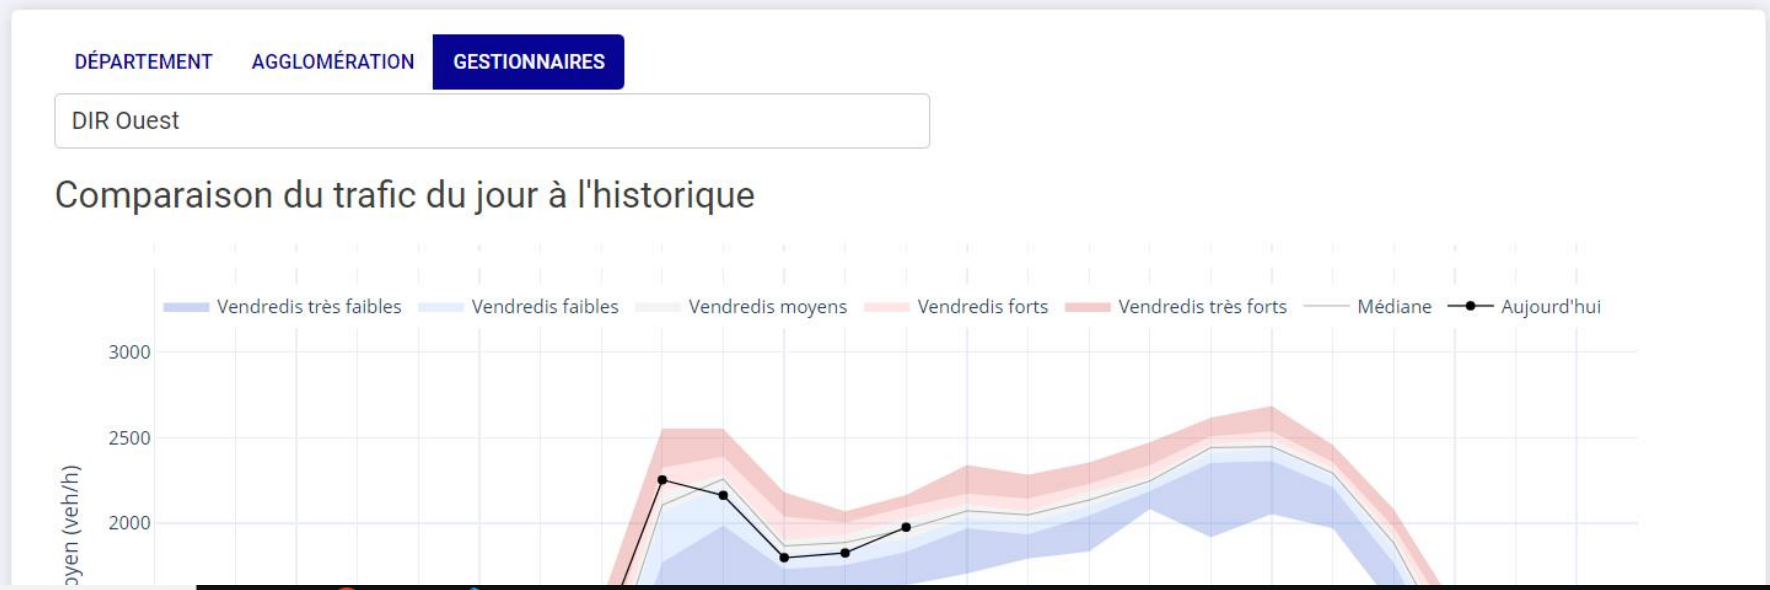 DÉPARTEMENT AGGLOMÉRATION GESTIONNAIRES
DIR Ouest
Comparaison du trafic du jour à l'historique
Vendredis très faibles Vendredis faibles Vendredis moyens Vendredis forts Vendredis très forts Médiane Aujourd'hui
3000
2500
2000
(veh/h)